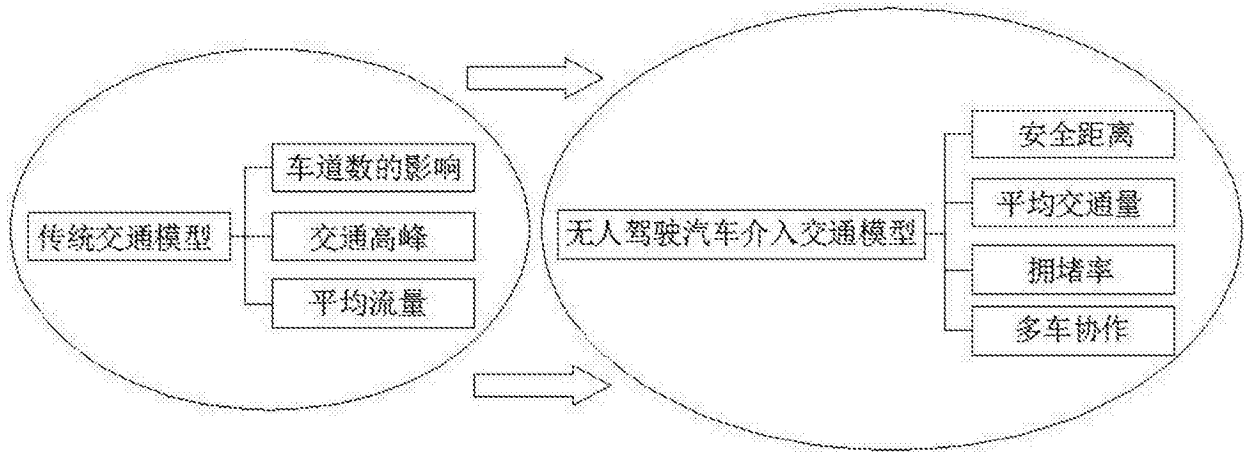 传统交通模型
车道数的影响
交通高峰
平均流量
无人驾驶汽车介入交通模型
安全距离
平均交通量
拥堵率
多车协作